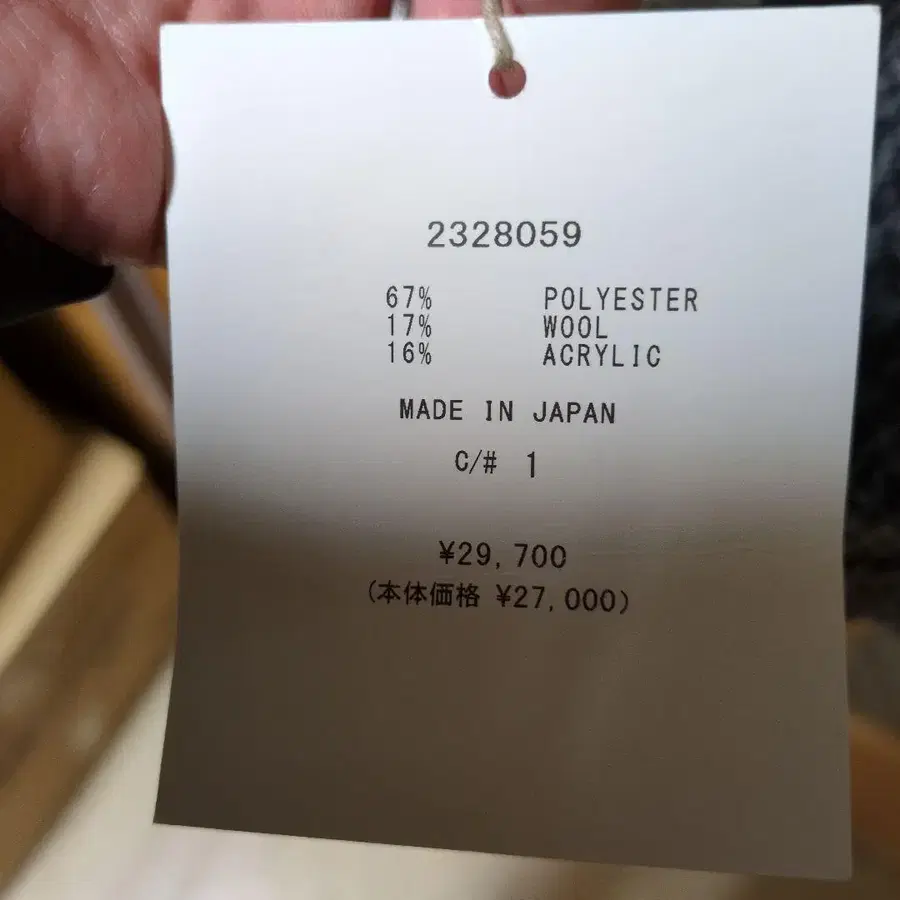 2328059
67% POLYESTER
17% WOOL
16% ACRYLIC
MADE IN JAPAN
C/# 1
¥29,700
(本体価格 ¥27,000)